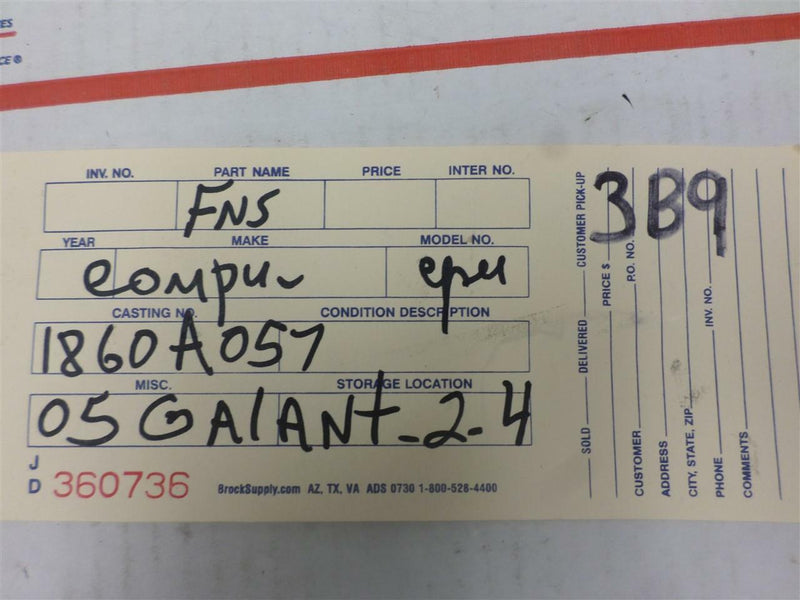 CE®
INV. NO. PART NAME PRICE INTER NO.
FNS
YEAR MAKE MODEL NO.
compu~ cpu
CASTING NO. CONDITION DESCRIPTION
1860A057
MISC. STORAGE LOCATION
05 GALANT-2-4
J D 360736 BrockSupply.com AZ, TX, VA ADS 0730 1-800-528-4400
3B9
SOLD DELIVERED CUSTOMER PICK-UP
PRICE $
CUSTOMER P.O. NO.
ADDRESS
CITY, STATE, ZIP
PHONE INV. NO.
COMMENTS